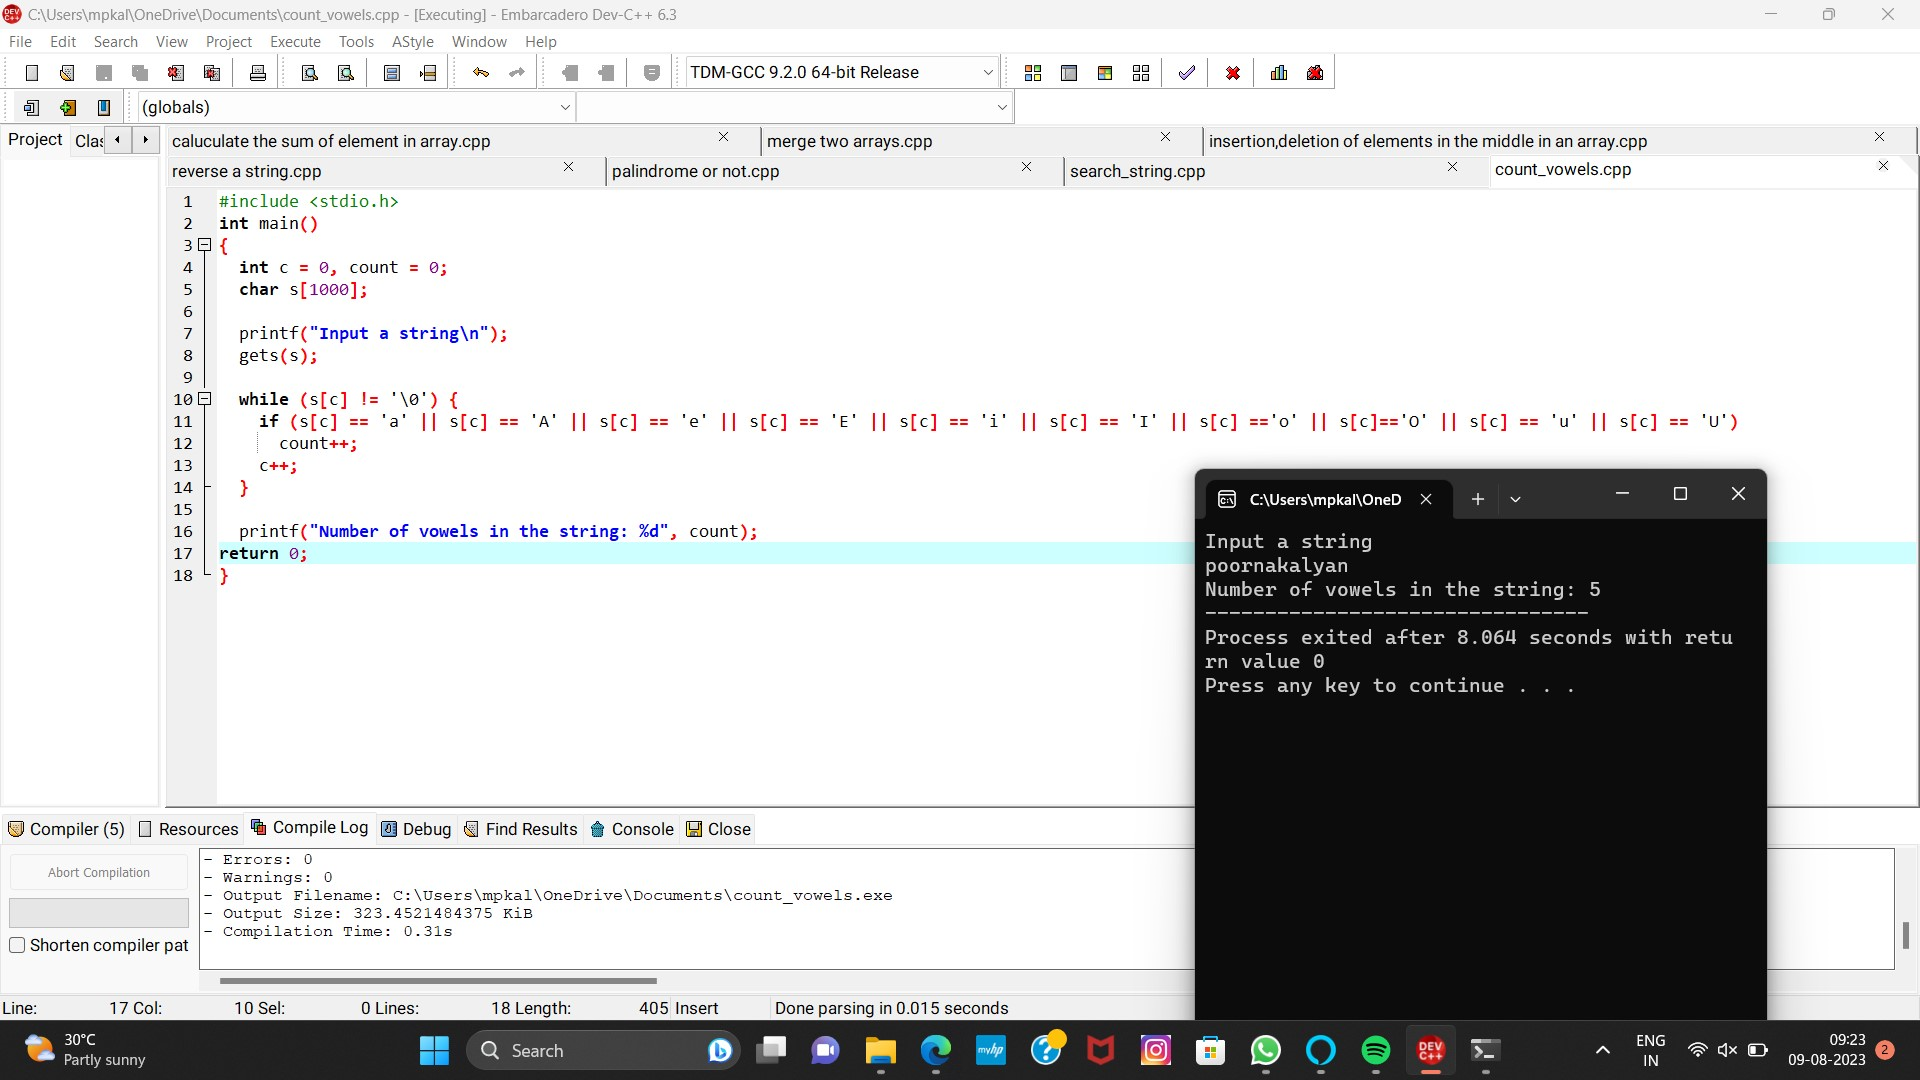 C:\Users\mpkal\OneDrive\Documents\count_vowels.cpp - [Executing] - Embarcadero Dev-C++ 6.3
File Edit Search View Project Execute Tools AStyle Window Help
TDM-GCC 9.2.0 64-bit Release
(globals)
Project Clas
caluculate the sum of element in array.cpp
merge two arrays.cpp
insertion,deletion of elements in the middle in an array.cpp
reverse a string.cpp
palindrome or not.cpp
search_string.cpp
count_vowels.cpp
1 #include <stdio.h>
2 int main()
3 {
4 int c = 0, count = 0;
5 char s[1000];
6
7 printf("Input a string\n");
8 gets(s);
9
10 while (s[c] != '\0') {
11 if (s[c] == 'a' || s[c] == 'A' || s[c] == 'e' || s[c] == 'E' || s[c] == 'i' || s[c] == 'I' || s[c] =='o' || s[c]=='O' || s[c] == 'u' || s[c] == 'U')
12 count++;
13 c++;
14 }
15
16 printf("Number of vowels in the string: %d", count);
17 return 0;
18 }
C:\Users\mpkal\OneD
Input a string
poornakalyan
Number of vowels in the string: 5
--------------------------------
Process exited after 8.064 seconds with retu
rn value 0
Press any key to continue . . .
Compiler (5) Resources Compile Log Debug Find Results Console Close
Abort Compilation
Shorten compiler pat
- Errors: 0
- Warnings: 0
- Output Filename: C:\Users\mpkal\OneDrive\Documents\count_vowels.exe
- Output Size: 323.4521484375 KiB
- Compilation Time: 0.31s
Line: 17 Col: 10 Sel: 0 Lines: 18 Length: 405 Insert Done parsing in 0.015 seconds
30°C
Partly sunny
Search
myhp
DEV
C++
ENG
IN
09:23
09-08-2023
2